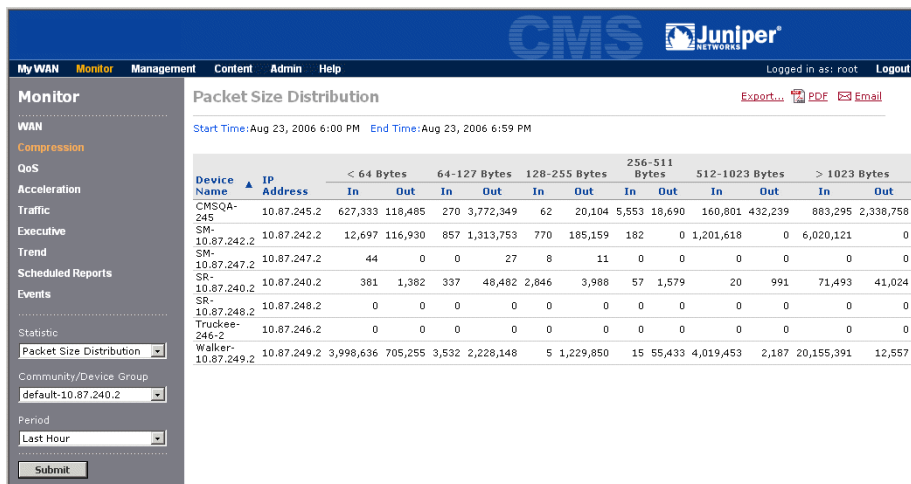 CMS Juniper NETWORKS
My WAN Monitor Management Content Admin Help Logged in as: root Logout
Monitor
WAN
Compression
QoS
Acceleration
Traffic
Executive
Trend
Scheduled Reports
Events
Statistic
Packet Size Distribution
Community/Device Group
default-10.87.240.2
Period
Last Hour
Submit
Packet Size Distribution Export... PDF Email
Start Time:Aug 23, 2006 6:00 PM End Time:Aug 23, 2006 6:59 PM
Device Name IP Address < 64 Bytes 64-127 Bytes 128-255 Bytes 256-511 Bytes 512-1023 Bytes > 1023 Bytes
In Out In Out In Out In Out In Out In Out
CMSQA-245 10.87.245.2 627,333 118,485 270 3,772,349 62 20,104 5,553 18,690 160,801 432,239 883,295 2,338,758
SM-10.87.242.2 10.87.242.2 12,697 116,930 857 1,313,753 770 185,159 182 0 1,201,618 0 6,020,121 0
SM-10.87.247.2 10.87.247.2 44 0 0 27 8 11 0 0 0 0 0 0
SR-10.87.240.2 10.87.240.2 381 1,382 337 48,482 2,846 3,988 57 1,579 20 991 71,493 41,024
SR-10.87.248.2 10.87.248.2 0 0 0 0 0 0 0 0 0 0 0 0
Truckee-246-2 10.87.246.2 0 0 0 0 0 0 0 0 0 0 0 0
Walker-10.87.249.2 10.87.249.2 3,998,636 705,255 3,532 2,228,148 5 1,229,850 15 55,433 4,019,453 2,187 20,155,391 12,557